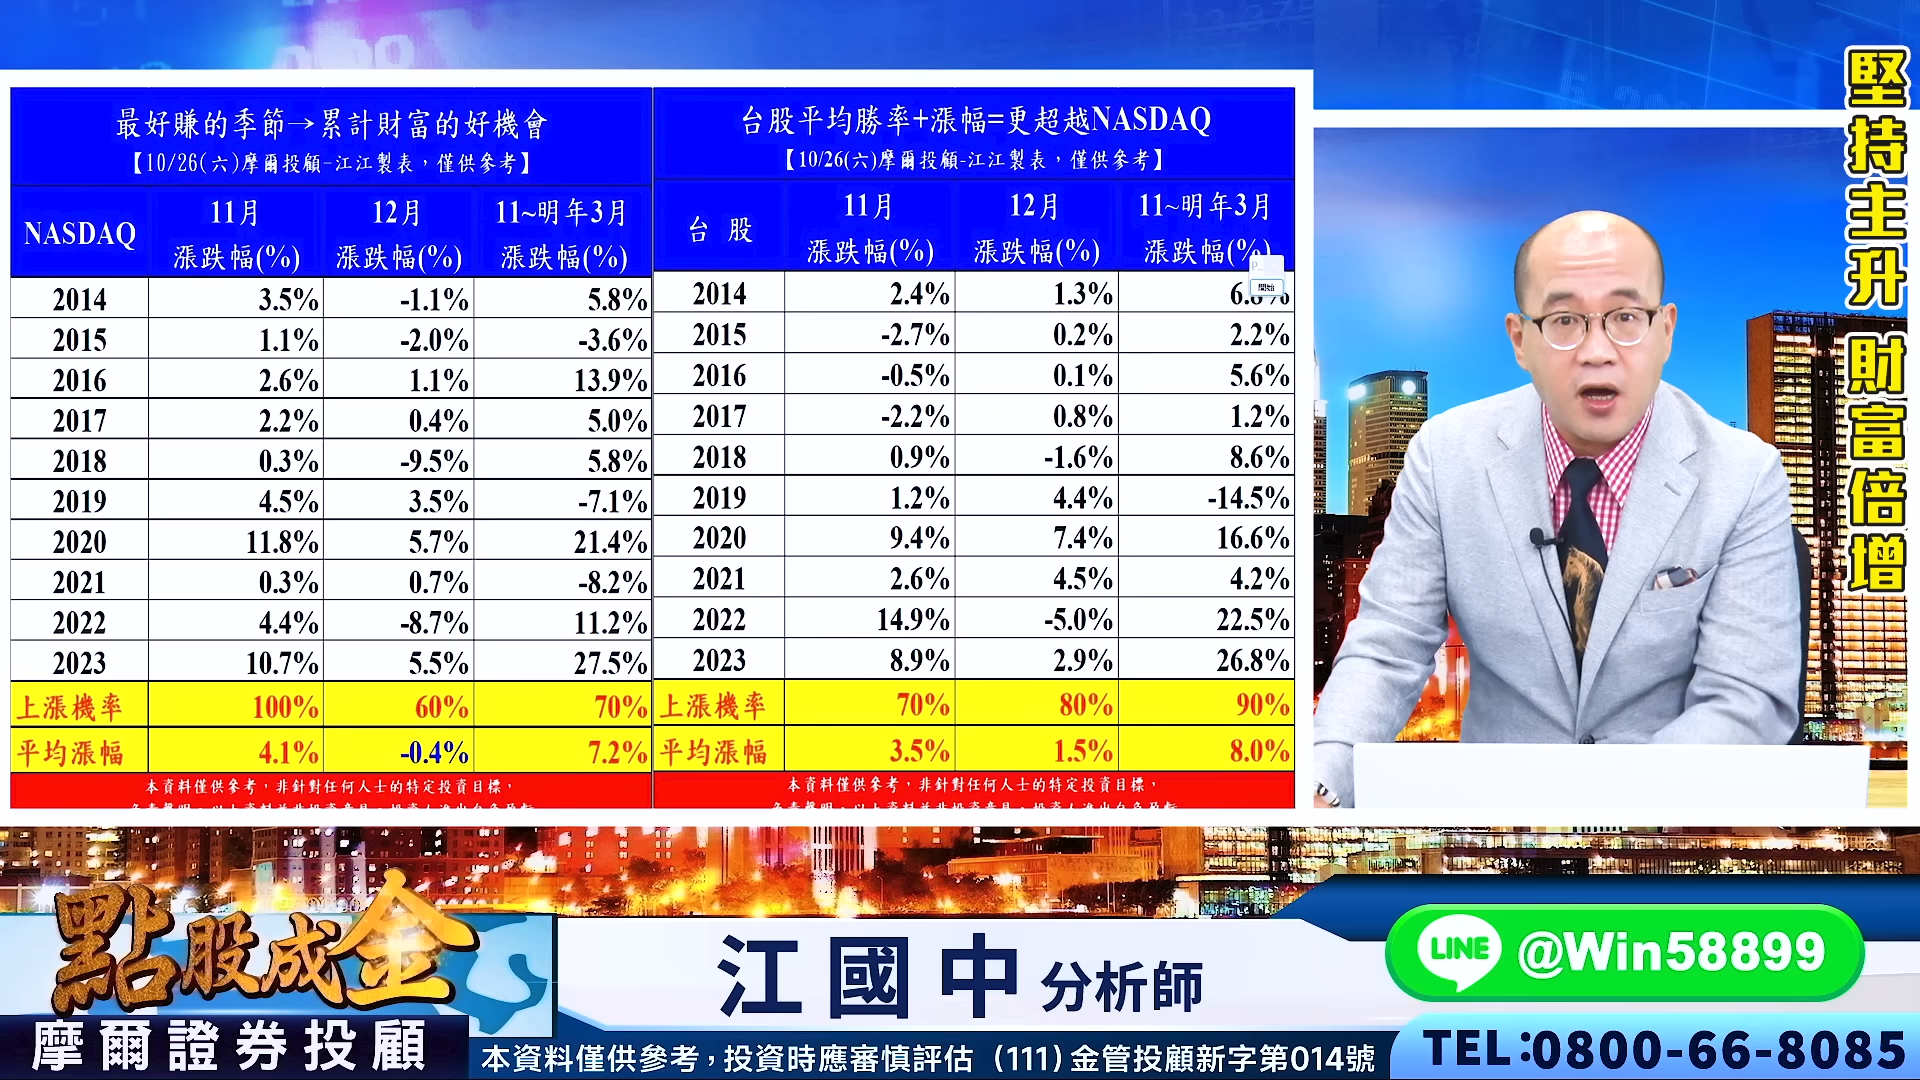 最好賺的季節→累計財富的好機會
【10/26(六)摩爾投顧-江江製表，僅供參考】
NASDAQ 11月漲跌幅(%) 12月漲跌幅(%) 11~明年3月漲跌幅(%)
2014 3.5% -1.1% 5.8%
2015 1.1% -2.0% -3.6%
2016 2.6% 1.1% 13.9%
2017 2.2% 0.4% 5.0%
2018 0.3% -9.5% 5.8%
2019 4.5% 3.5% -7.1%
2020 11.8% 5.7% 21.4%
2021 0.3% 0.7% -8.2%
2022 4.4% -8.7% 11.2%
2023 10.7% 5.5% 27.5%
上漲機率 100% 60% 70%
平均漲幅 4.1% -0.4% 7.2%
本資料僅供參考，非針對任何人士的特定投資目標，
台股平均勝率+漲幅=更超越NASDAQ
【10/26(六)摩爾投顧-江江製表，僅供參考】
台 股 11月漲跌幅(%) 12月漲跌幅(%) 11~明年3月漲跌幅(%)
開始
2014 2.4% 1.3%
2015 -2.7% 0.2% 2.2%
2016 -0.5% 0.1% 5.6%
2017 -2.2% 0.8% 1.2%
2018 0.9% -1.6% 8.6%
2019 1.2% 4.4% -14.5%
2020 9.4% 7.4% 16.6%
2021 2.6% 4.5% 4.2%
2022 14.9% -5.0% 22.5%
2023 8.9% 2.9% 26.8%
上漲機率 70% 80% 90%
平均漲幅 3.5% 1.5% 8.0%
本資料僅供參考，非針對任何人士的特定投資目標，
堅持主升 財富倍增
點股成金
摩爾證券投顧
江國中 分析師
LINE @Win58899
本資料僅供參考，投資時應審慎評估 (111)金管投顧新字第014號
TEL:0800-66-8085